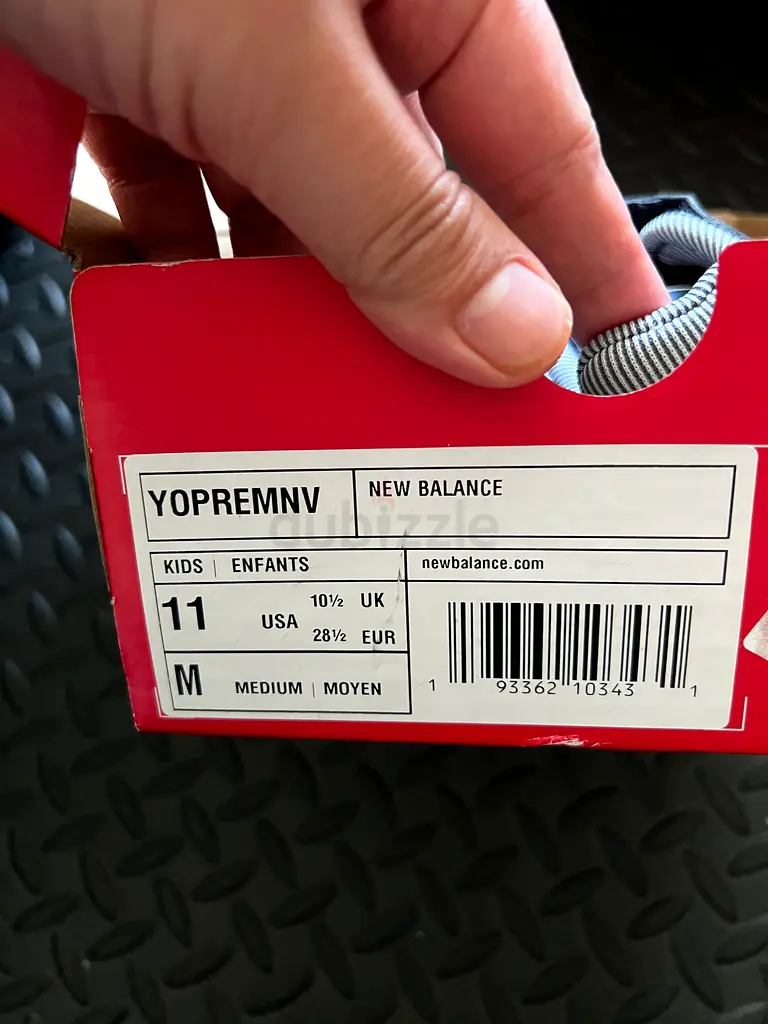 YOPREMNV
NEW BALANCE
dubizzle
KIDS | ENFANTS
newbalance.com
11 USA 10½ UK
28½ EUR
M MEDIUM | MOYEN
1 93362 10343 1